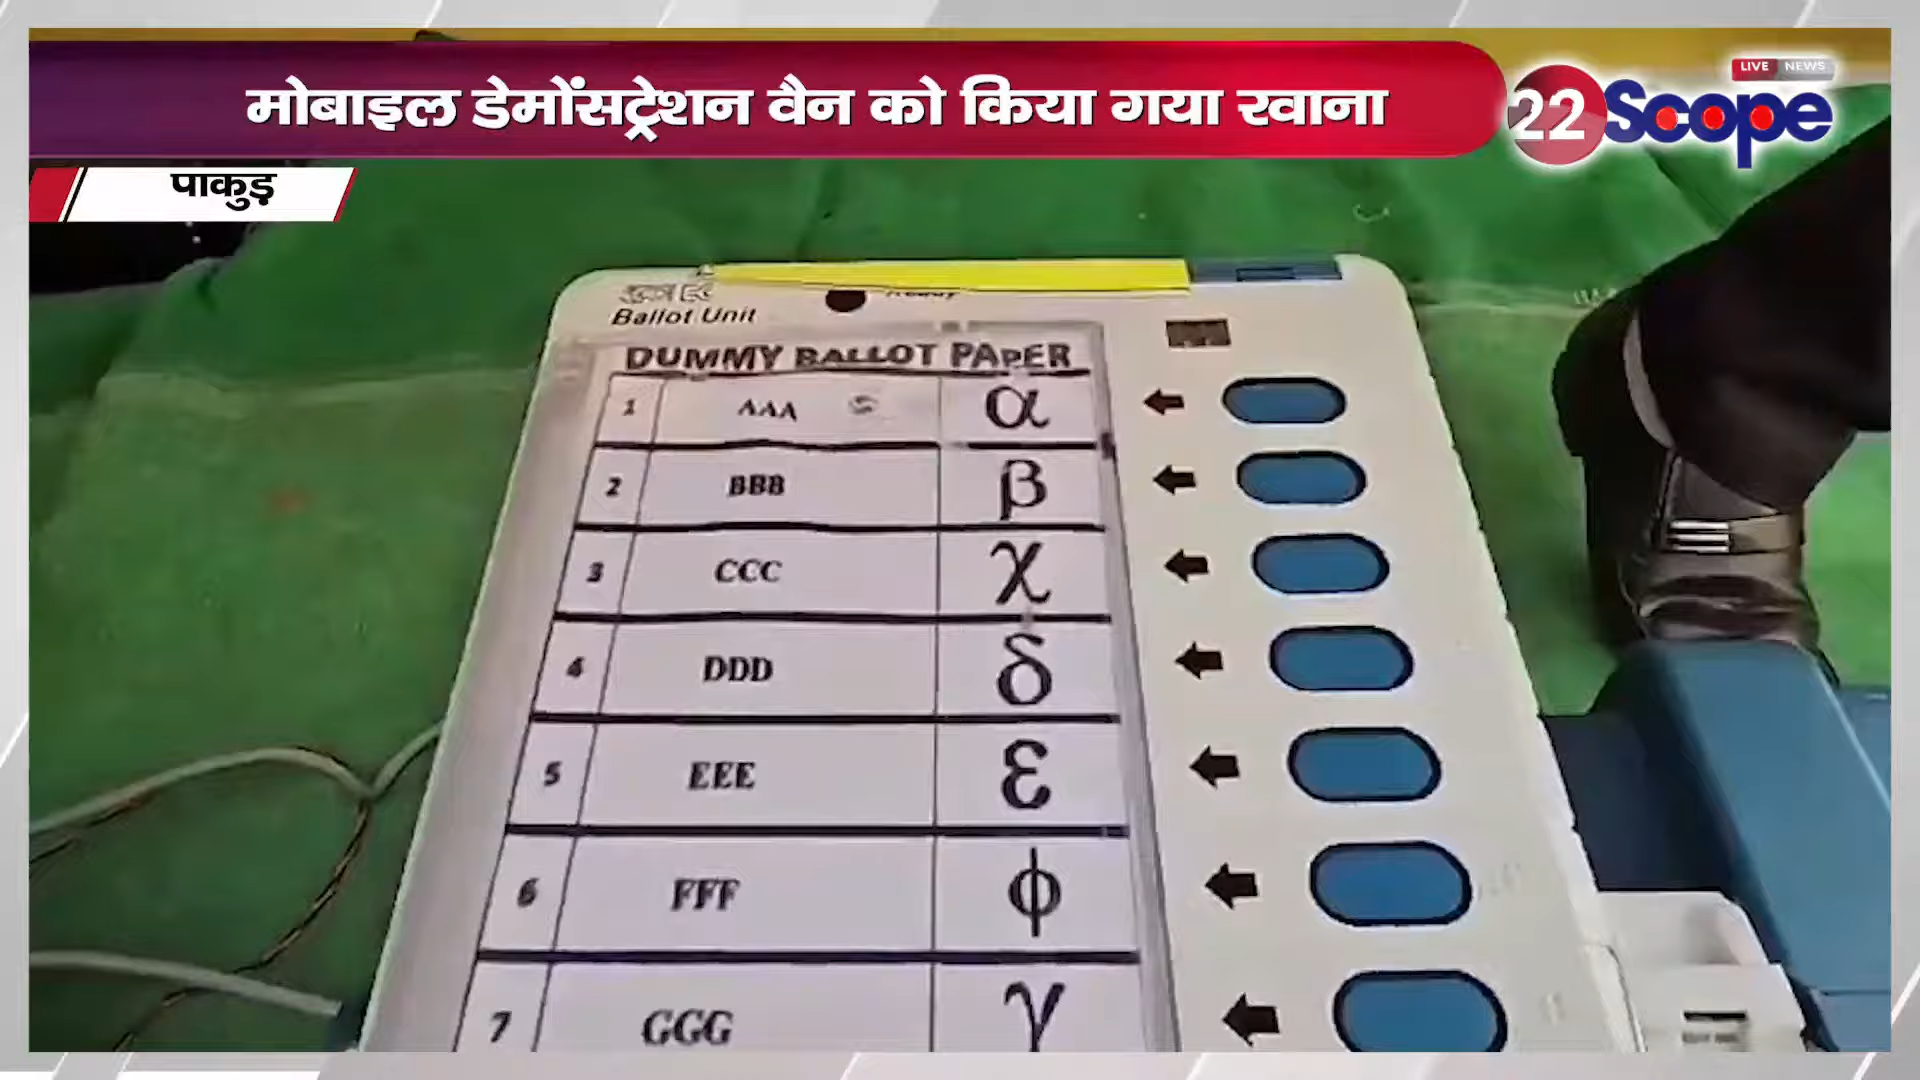 LIVE NEWS
मोबाइल डेमोंसट्रेशन वैन को किया गया रवाना
22Scope
पाकुड़
Ballot Unit
DUMMY BALLOT PAPER
1 AAA α
2 BBB β
3 CCC χ
4 DDD δ
5 EEE ε
6 FFF ϕ
7 GGG γ